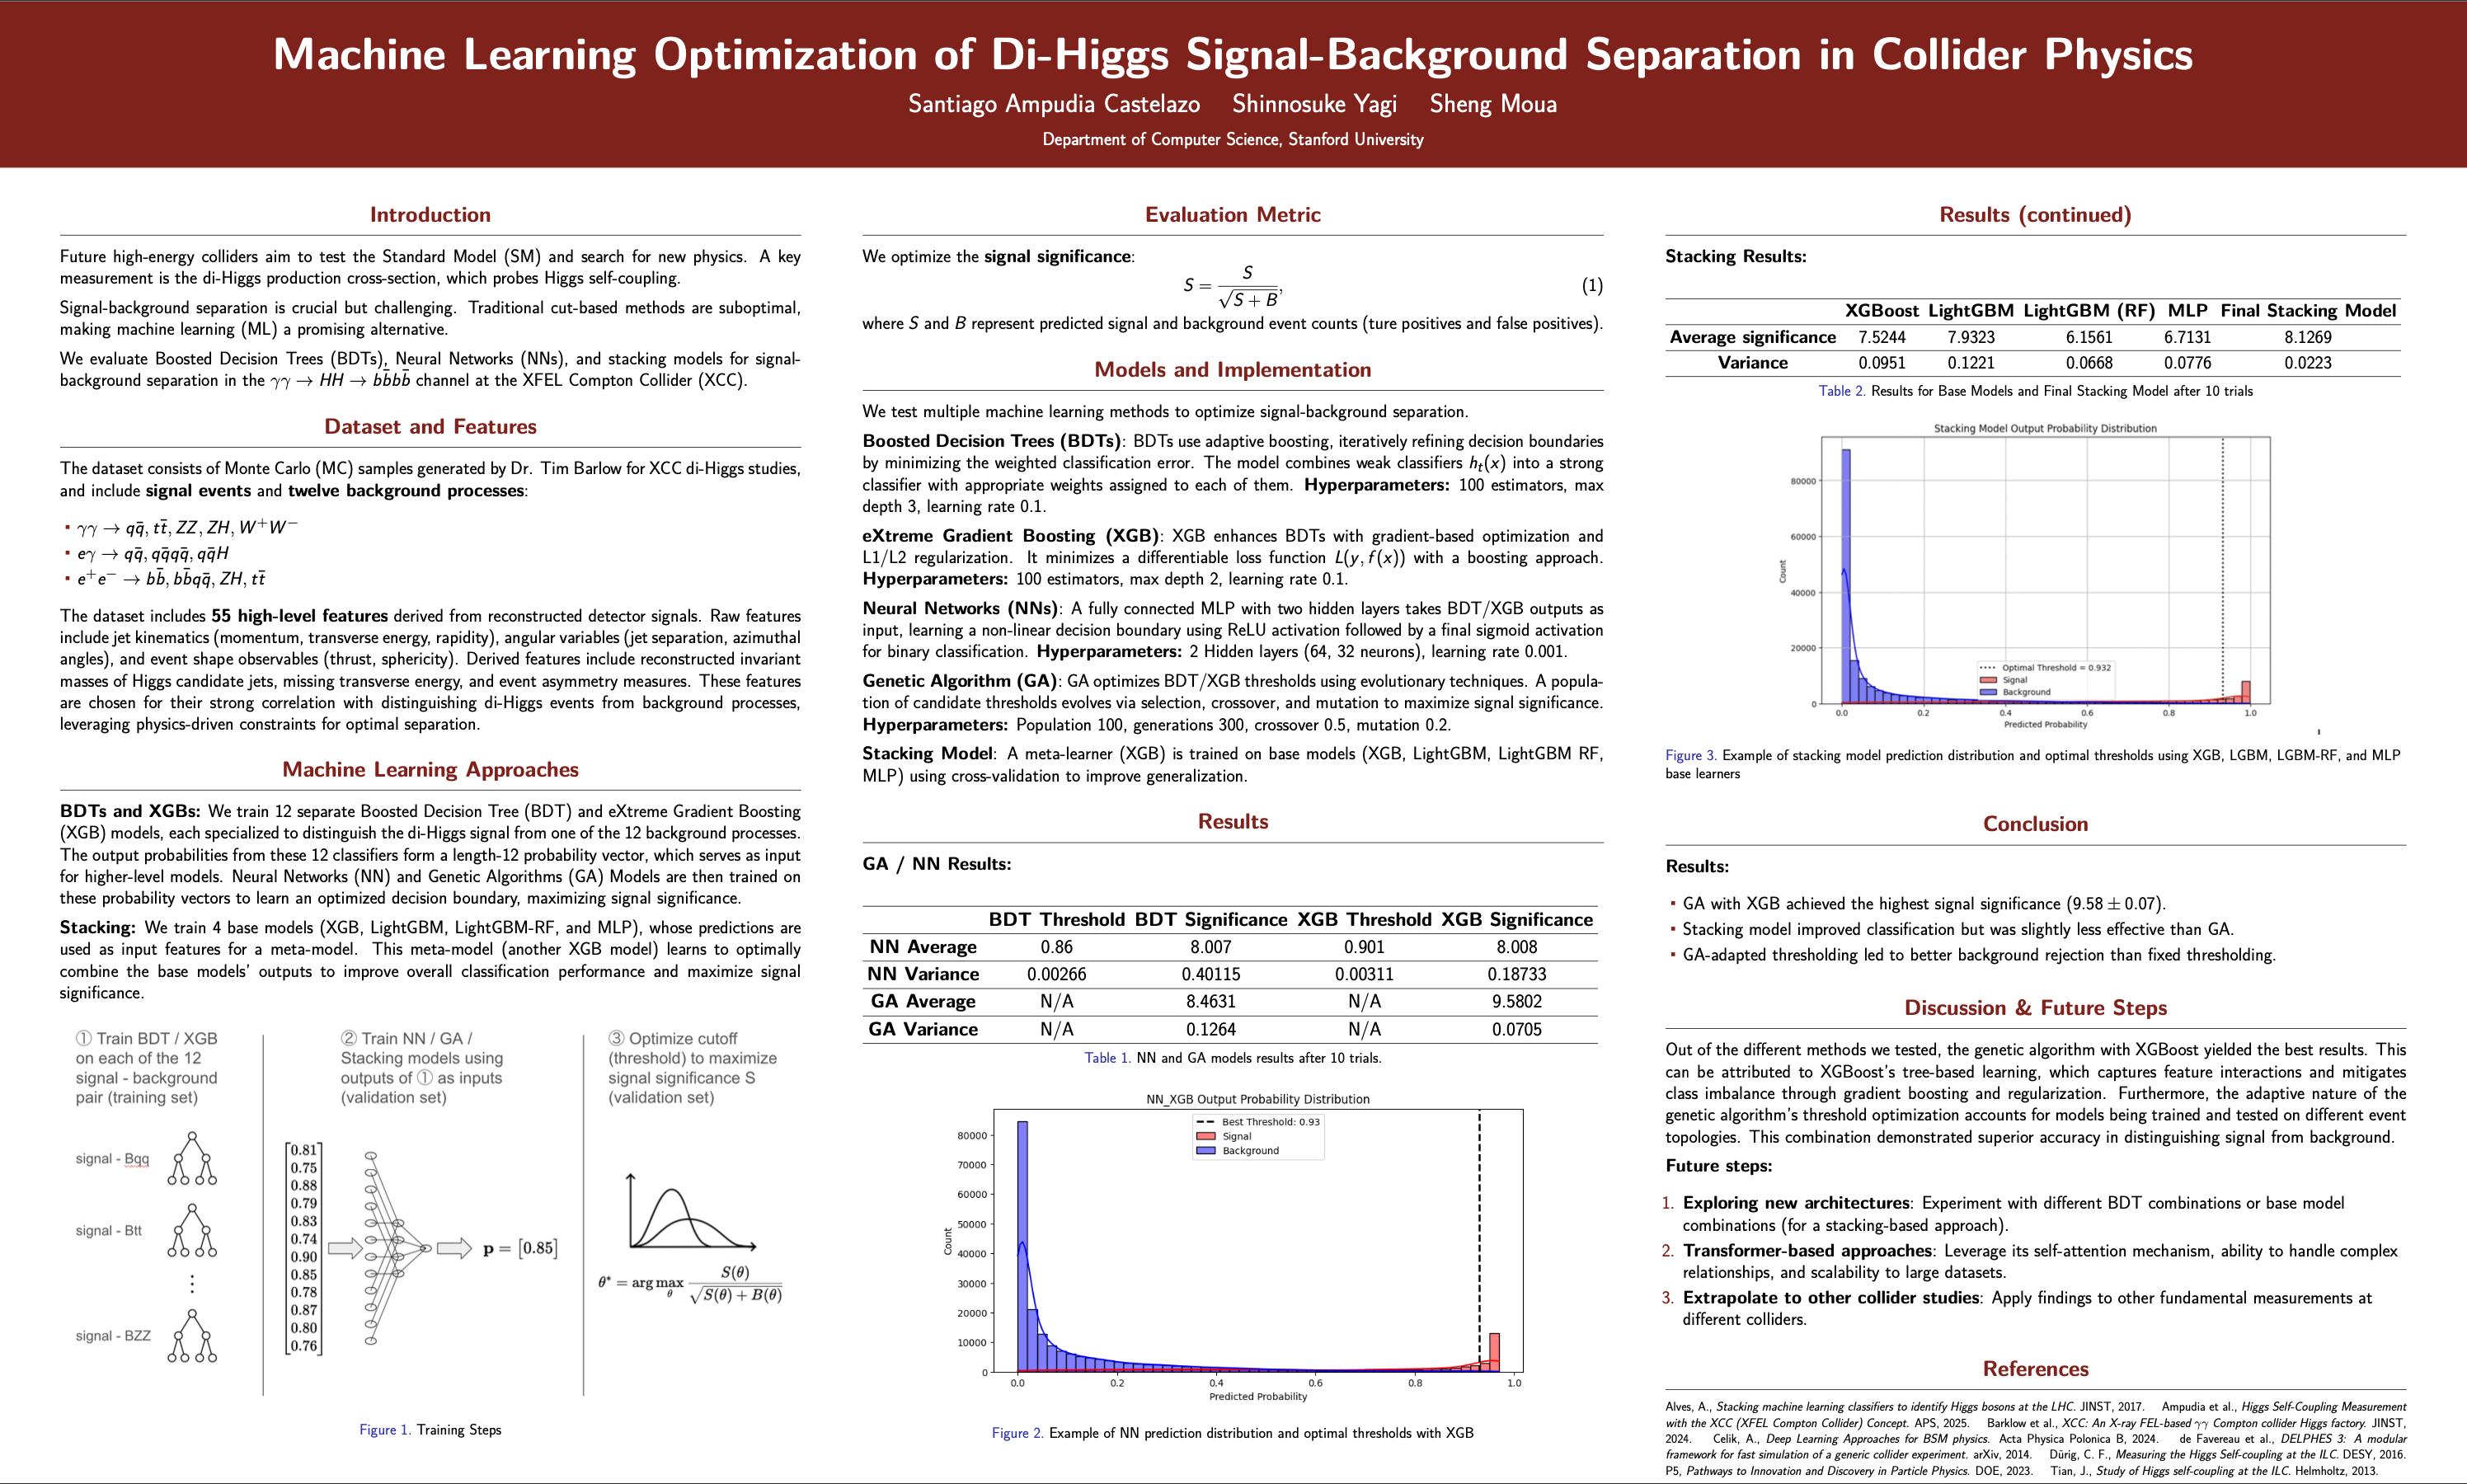 Machine Learning Optimization of Di-Higgs Signal-Background Separation in Collider Physics
Santiago Ampudia Castelazo Shinnosuke Yagi Sheng Moua
Department of Computer Science, Stanford University
Introduction
Future high-energy colliders aim to test the Standard Model (SM) and search for new physics. A key
measurement is the di-Higgs production cross-section, which probes Higgs self-coupling.
Signal-background separation is crucial but challenging. Traditional cut-based methods are suboptimal,
making machine learning (ML) a promising alternative.
We evaluate Boosted Decision Trees (BDTs), Neural Networks (NNs), and stacking models for signal-
background separation in the γγ → HH → bb̄bb̄ channel at the XFEL Compton Collider (XCC).
Dataset and Features
The dataset consists of Monte Carlo (MC) samples generated by Dr. Tim Barlow for XCC di-Higgs studies,
and include signal events and twelve background processes:
▪ γγ → qq̄, tt̄, ZZ, ZH, W⁺W⁻
▪ eγ → qq̄, qq̄qq̄, qq̄H
▪ e⁺e⁻ → bb̄, bb̄qq̄, ZH, tt̄
The dataset includes 55 high-level features derived from reconstructed detector signals. Raw features
include jet kinematics (momentum, transverse energy, rapidity), angular variables (jet separation, azimuthal
angles), and event shape observables (thrust, sphericity). Derived features include reconstructed invariant
masses of Higgs candidate jets, missing transverse energy, and event asymmetry measures. These features
are chosen for their strong correlation with distinguishing di-Higgs events from background processes,
leveraging physics-driven constraints for optimal separation.
Machine Learning Approaches
BDTs and XGBs: We train 12 separate Boosted Decision Tree (BDT) and eXtreme Gradient Boosting
(XGB) models, each specialized to distinguish the di-Higgs signal from one of the 12 background processes.
The output probabilities from these 12 classifiers form a length-12 probability vector, which serves as input
for higher-level models. Neural Networks (NN) and Genetic Algorithms (GA) Models are then trained on
these probability vectors to learn an optimized decision boundary, maximizing signal significance.
Stacking: We train 4 base models (XGB, LightGBM, LightGBM-RF, and MLP), whose predictions are
used as input features for a meta-model. This meta-model (another XGB model) learns to optimally
combine the base models' outputs to improve overall classification performance and maximize signal
significance.
① Train BDT / XGB
on each of the 12
signal - background
pair (training set)
signal - Bqq
signal - Btt
⋮
signal - BZZ
② Train NN / GA /
Stacking models using
outputs of ① as inputs
(validation set)
0.81
0.75
0.88
0.79
0.83
0.74
0.90
0.85
0.78
0.87
0.80
0.76
p = [0.85]
③ Optimize cutoff
(threshold) to maximize
signal significance S
(validation set)
θ* = arg max_θ S(θ) / √(S(θ) + B(θ))
Figure 1. Training Steps
Evaluation Metric
We optimize the signal significance:
S = S / √(S + B), (1)
where S and B represent predicted signal and background event counts (ture positives and false positives).
Models and Implementation
We test multiple machine learning methods to optimize signal-background separation.
Boosted Decision Trees (BDTs): BDTs use adaptive boosting, iteratively refining decision boundaries
by minimizing the weighted classification error. The model combines weak classifiers hₜ(x) into a strong
classifier with appropriate weights assigned to each of them. Hyperparameters: 100 estimators, max
depth 3, learning rate 0.1.
eXtreme Gradient Boosting (XGB): XGB enhances BDTs with gradient-based optimization and
L1/L2 regularization. It minimizes a differentiable loss function L(y, f(x)) with a boosting approach.
Hyperparameters: 100 estimators, max depth 2, learning rate 0.1.
Neural Networks (NNs): A fully connected MLP with two hidden layers takes BDT/XGB outputs as
input, learning a non-linear decision boundary using ReLU activation followed by a final sigmoid activation
for binary classification. Hyperparameters: 2 Hidden layers (64, 32 neurons), learning rate 0.001.
Genetic Algorithm (GA): GA optimizes BDT/XGB thresholds using evolutionary techniques. A popula-
tion of candidate thresholds evolves via selection, crossover, and mutation to maximize signal significance.
Hyperparameters: Population 100, generations 300, crossover 0.5, mutation 0.2.
Stacking Model: A meta-learner (XGB) is trained on base models (XGB, LightGBM, LightGBM RF,
MLP) using cross-validation to improve generalization.
Results
GA / NN Results:
BDT Threshold BDT Significance XGB Threshold XGB Significance
NN Average 0.86 8.007 0.901 8.008
NN Variance 0.00266 0.40115 0.00311 0.18733
GA Average N/A 8.4631 N/A 9.5802
GA Variance N/A 0.1264 N/A 0.0705
Table 1. NN and GA models results after 10 trials.
NN_XGB Output Probability Distribution
Best Threshold: 0.93
Signal
Background
Count
80000
70000
60000
50000
40000
30000
20000
10000
0
0.0 0.2 0.4 0.6 0.8 1.0
Predicted Probability
Figure 2. Example of NN prediction distribution and optimal thresholds with XGB
Results (continued)
Stacking Results:
XGBoost LightGBM LightGBM (RF) MLP Final Stacking Model
Average significance 7.5244 7.9323 6.1561 6.7131 8.1269
Variance 0.0951 0.1221 0.0668 0.0776 0.0223
Table 2. Results for Base Models and Final Stacking Model after 10 trials
Stacking Model Output Probability Distribution
Count
80000
60000
40000
20000
0
Optimal Threshold = 0.932
Signal
Background
0.0 0.2 0.4 0.6 0.8 1.0
Predicted Probability
Figure 3. Example of stacking model prediction distribution and optimal thresholds using XGB, LGBM, LGBM-RF, and MLP
base learners
Conclusion
Results:
▪ GA with XGB achieved the highest signal significance (9.58 ± 0.07).
▪ Stacking model improved classification but was slightly less effective than GA.
▪ GA-adapted thresholding led to better background rejection than fixed thresholding.
Discussion & Future Steps
Out of the different methods we tested, the genetic algorithm with XGBoost yielded the best results. This
can be attributed to XGBoost's tree-based learning, which captures feature interactions and mitigates
class imbalance through gradient boosting and regularization. Furthermore, the adaptive nature of the
genetic algorithm's threshold optimization accounts for models being trained and tested on different event
topologies. This combination demonstrated superior accuracy in distinguishing signal from background.
Future steps:
1. Exploring new architectures: Experiment with different BDT combinations or base model
combinations (for a stacking-based approach).
2. Transformer-based approaches: Leverage its self-attention mechanism, ability to handle complex
relationships, and scalability to large datasets.
3. Extrapolate to other collider studies: Apply findings to other fundamental measurements at
different colliders.
References
Alves, A., Stacking machine learning classifiers to identify Higgs bosons at the LHC. JINST, 2017. Ampudia et al., Higgs Self-Coupling Measurement
with the XCC (XFEL Compton Collider) Concept. APS, 2025. Barklow et al., XCC: An X-ray FEL-based γγ Compton collider Higgs factory. JINST,
2024. Celik, A., Deep Learning Approaches for BSM physics. Acta Physica Polonica B, 2024. de Favereau et al., DELPHES 3: A modular
framework for fast simulation of a generic collider experiment. arXiv, 2014. Dürig, C. F., Measuring the Higgs Self-coupling at the ILC. DESY, 2016.
P5, Pathways to Innovation and Discovery in Particle Physics. DOE, 2023. Tian, J., Study of Higgs self-coupling at the ILC. Helmholtz, 2013.